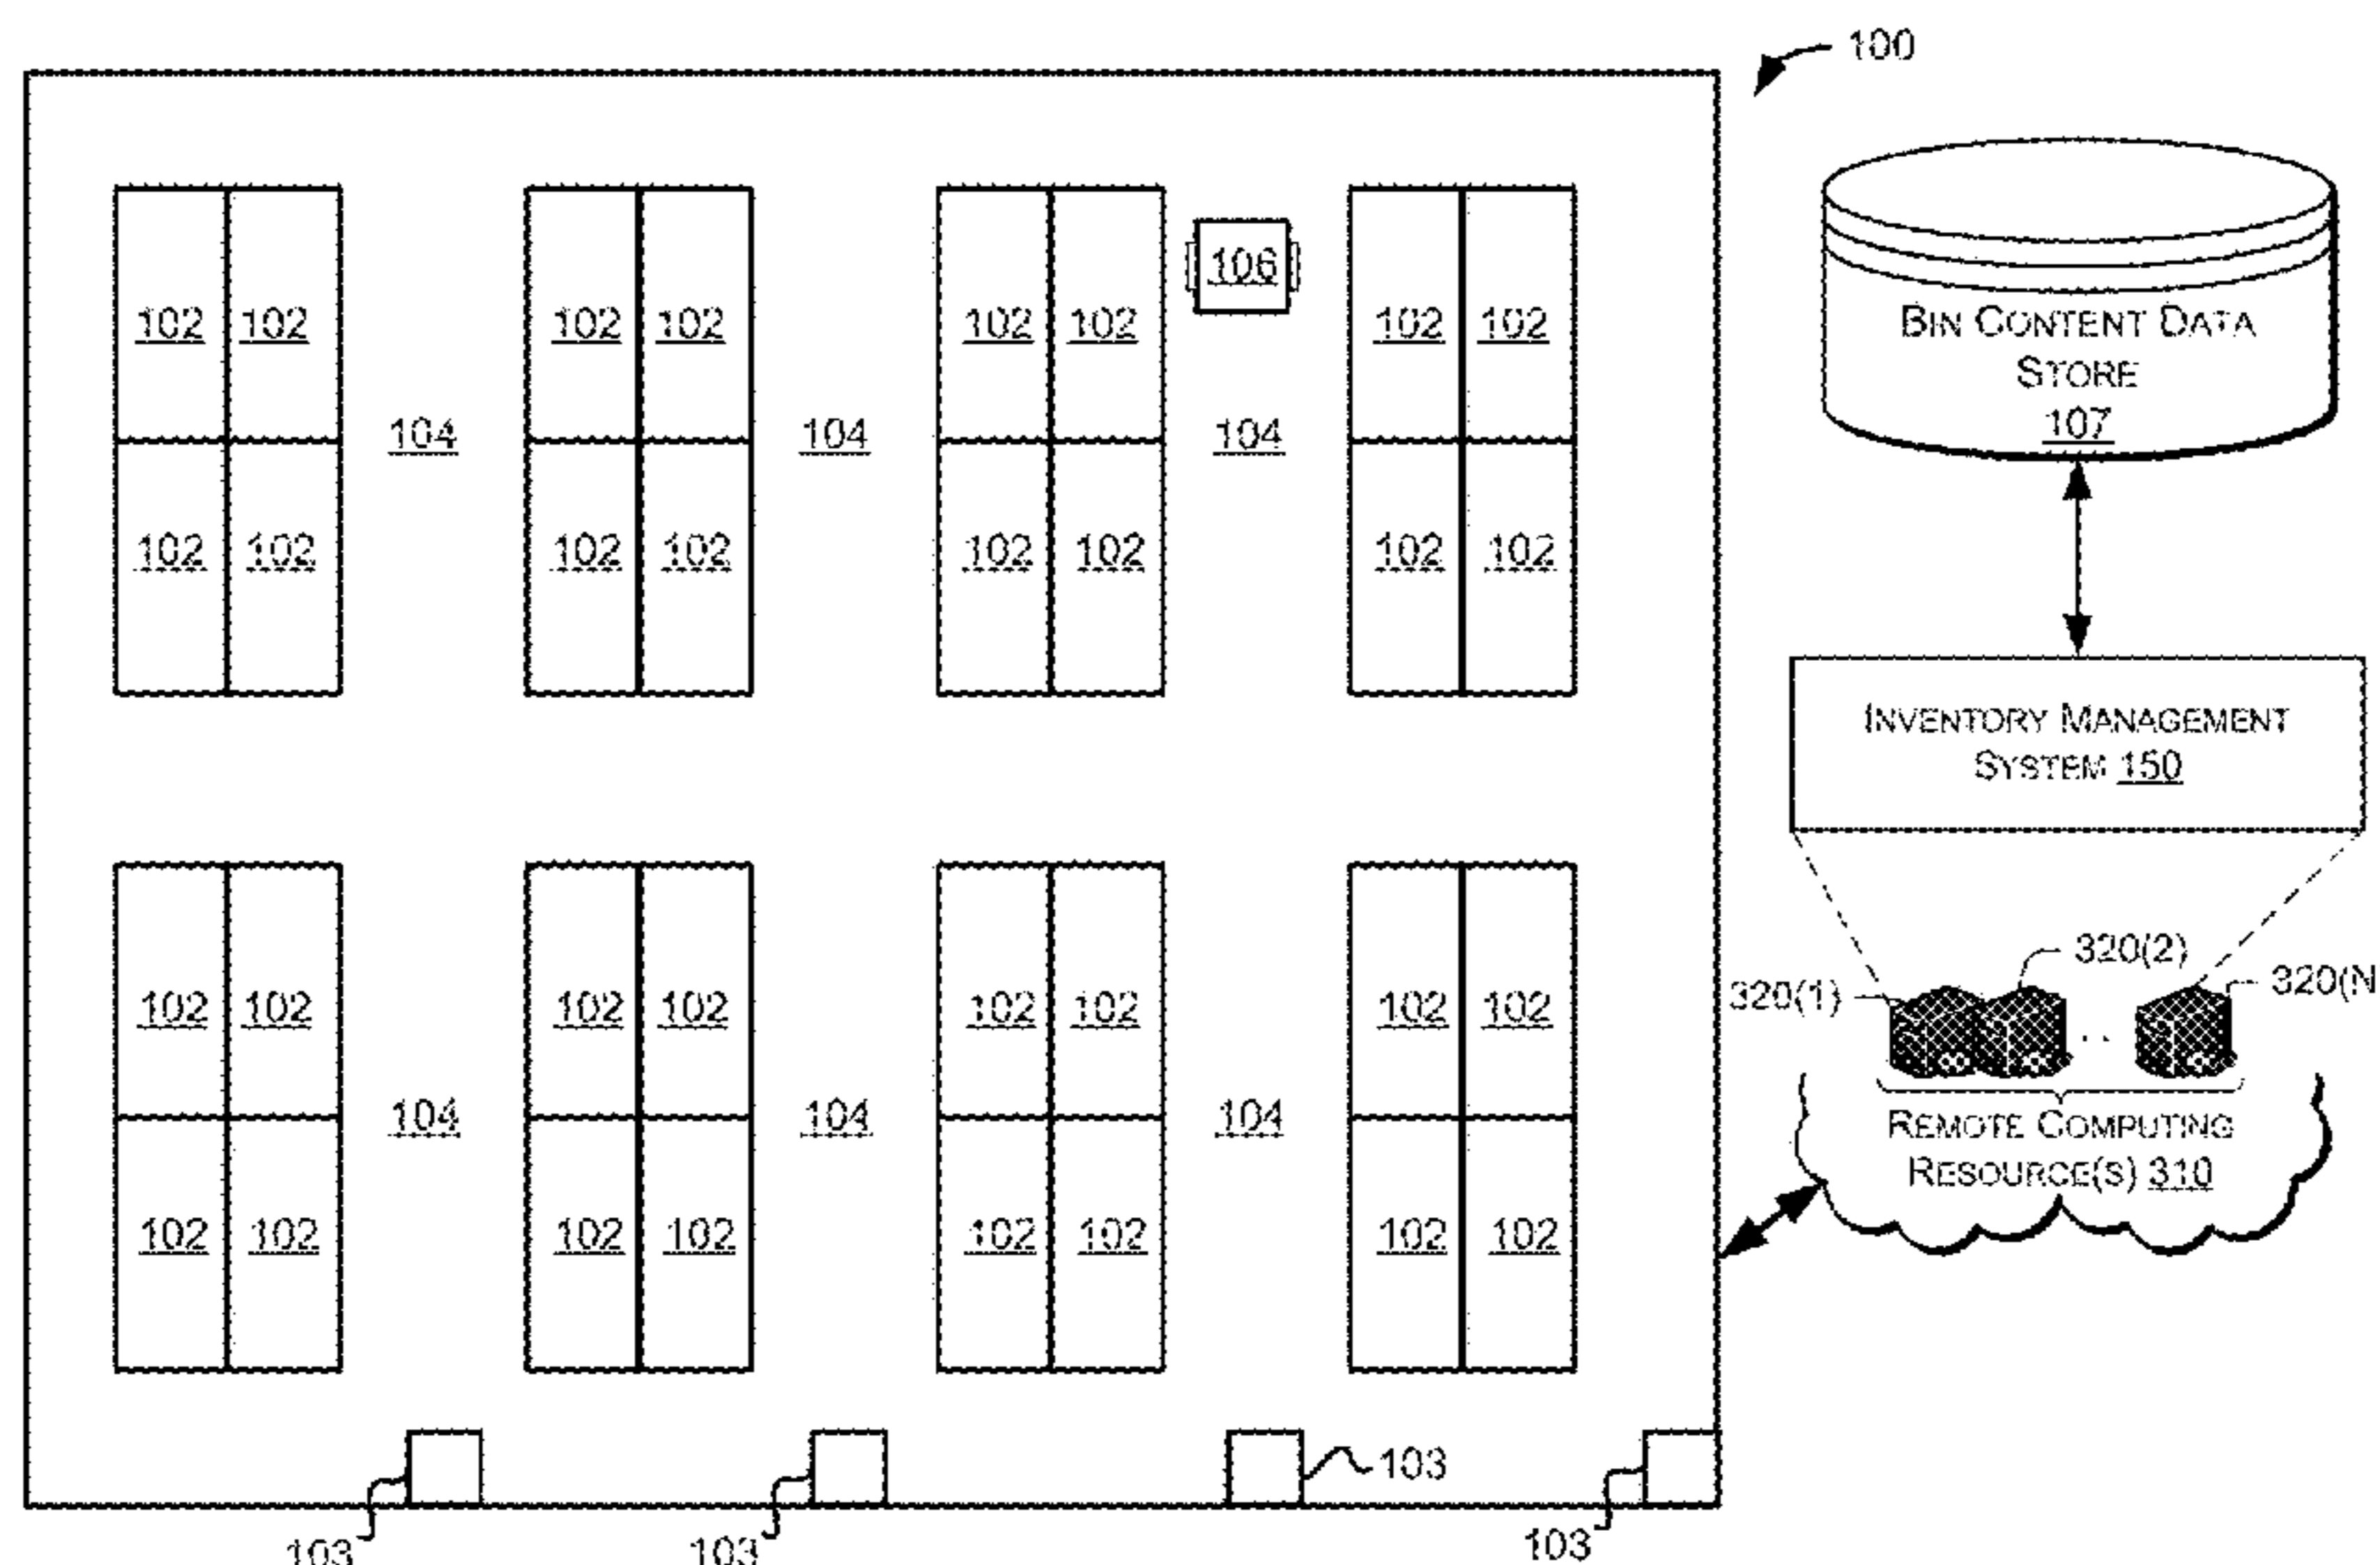 100
102 102 102 102 102 102 102 102
106
BIN CONTENT DATA
STORE
107
104 104 104
102 102 102 102 102 102 102 102
INVENTORY MANAGEMENT
SYSTEM 150
320(2)
320(1)
320(N
102 102 102 102 102 102 102 102
...
104 104 104
REMOTE COMPUTING
RESOURCE(S) 310
102 102 102 102 102 102 102 102
103
103 103 103